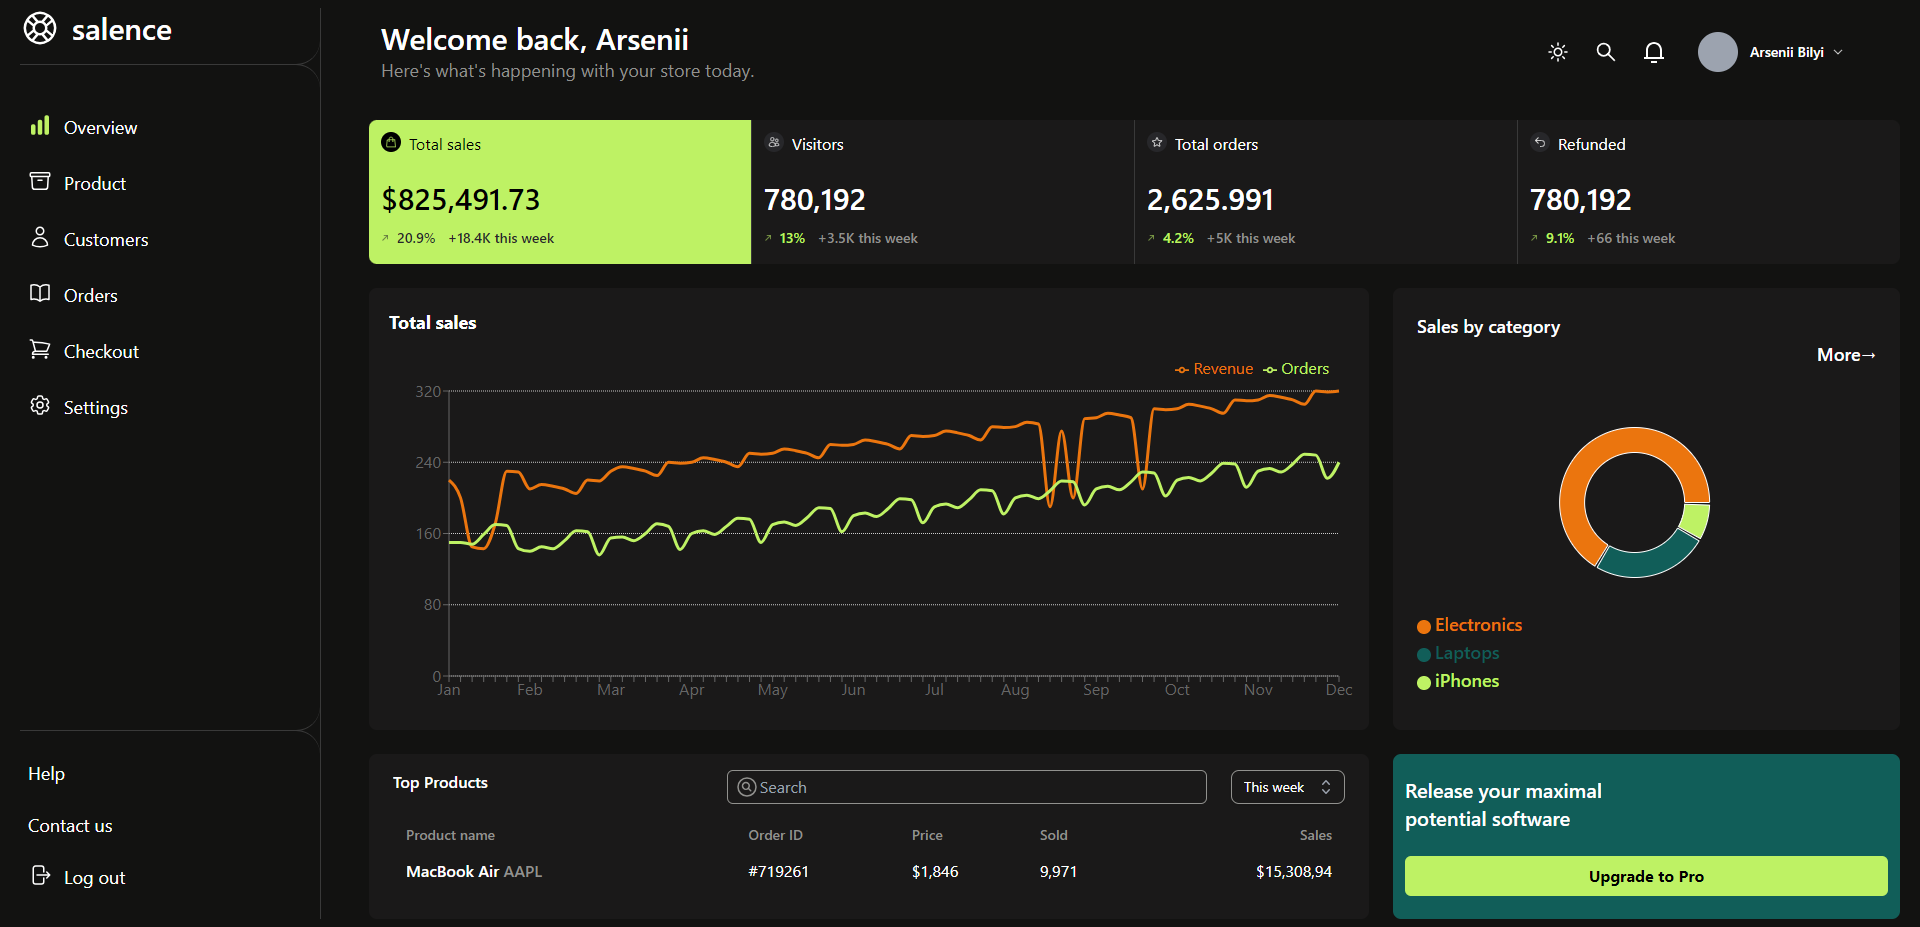 salence
Overview
Product
Customers
Orders
Checkout
Settings
Help
Contact us
Log out
Welcome back, Arsenii
Here's what's happening with your store today.
Arsenii Bilyi
Total sales
$825,491.73
20.9% +18.4K this week
Visitors
780,192
13% +3.5K this week
Total orders
2,625.991
4.2% +5K this week
Refunded
780,192
9.1% +66 this week
Total sales
Revenue Orders
320
240
160
80
0
Jan Feb Mar Apr May Jun Jul Aug Sep Oct Nov Dec
Sales by category
More→
Electronics
Laptops
iPhones
Top Products
Search
This week
Product name Order ID Price Sold Sales
MacBook Air AAPL #719261 $1,846 9,971 $15,308,94
Release your maximal
potential software
Upgrade to Pro